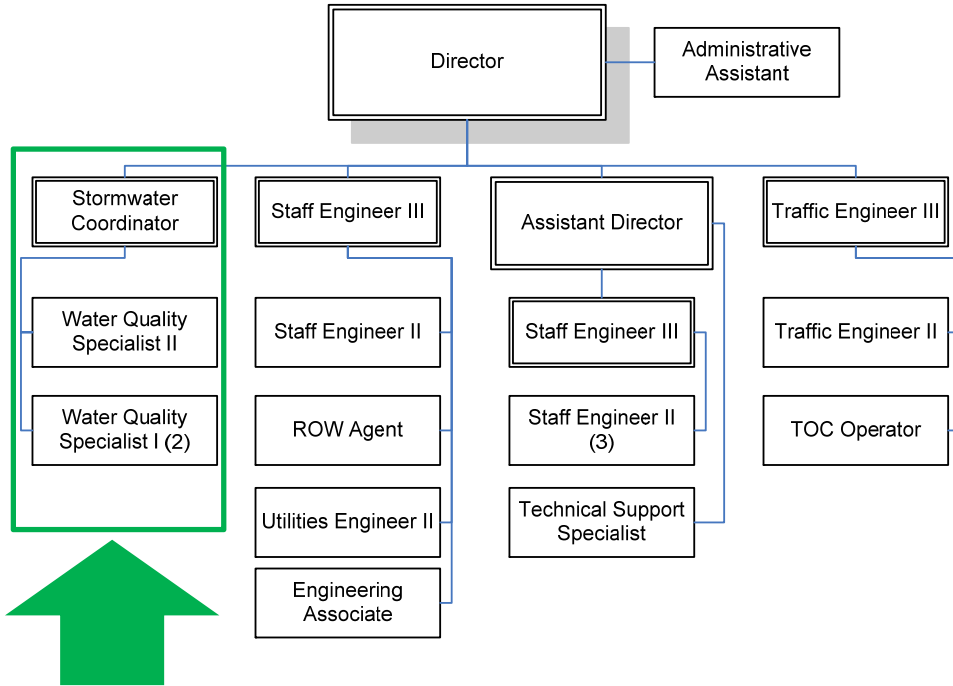 Director
Administrative
Assistant
Stormwater
Coordinator
Water Quality
Specialist II
Water Quality
Specialist I (2)
Staff Engineer III
Staff Engineer II
ROW Agent
Utilities Engineer II
Engineering
Associate
Assistant Director
Staff Engineer III
Staff Engineer II
(3)
Technical Support
Specialist
Traffic Engineer III
Traffic Engineer II
TOC Operator